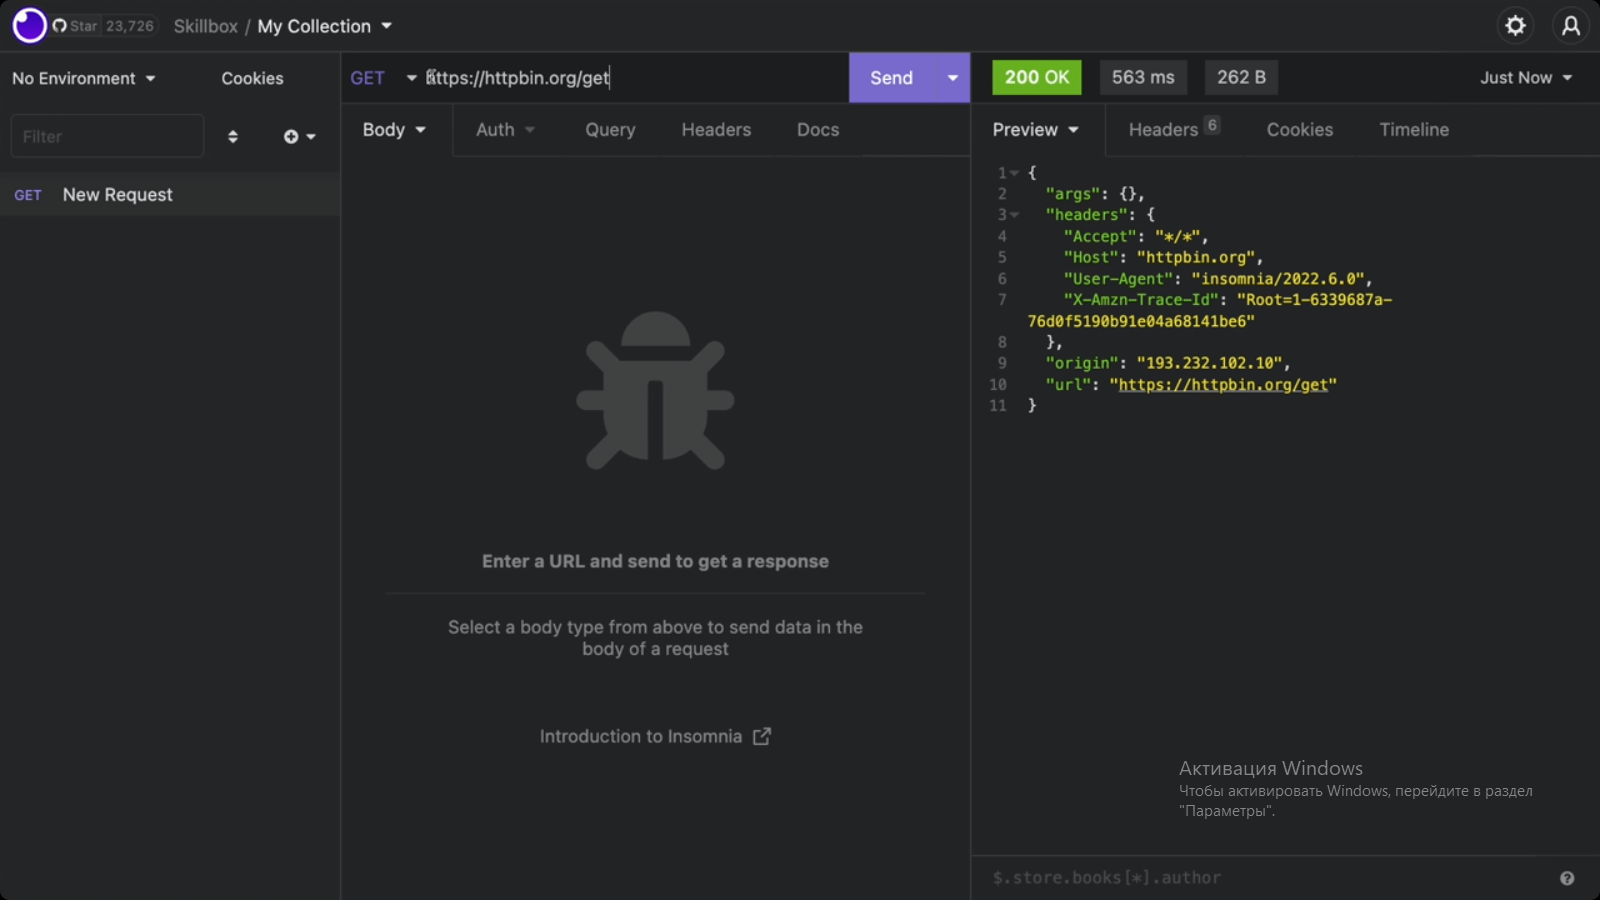 Star 23,726 Skillbox / My Collection
No Environment Cookies
Filter
GET New Request
GET https://httpbin.org/get Send
Body Auth Query Headers Docs
Enter a URL and send to get a response
Select a body type from above to send data in the
body of a request
Introduction to Insomnia
200 OK 563 ms 262 B Just Now
Preview Headers 6 Cookies Timeline
1 {
2 "args": {},
3 "headers": {
4 "Accept": "*/*",
5 "Host": "httpbin.org",
6 "User-Agent": "insomnia/2022.6.0",
7 "X-Amzn-Trace-Id": "Root=1-6339687a-
76d0f5190b91e04a68141be6"
8 },
9 "origin": "193.232.102.10",
10 "url": "https://httpbin.org/get"
11 }
Активация Windows
Чтобы активировать Windows, перейдите в раздел
"Параметры".
$.store.books[*].author